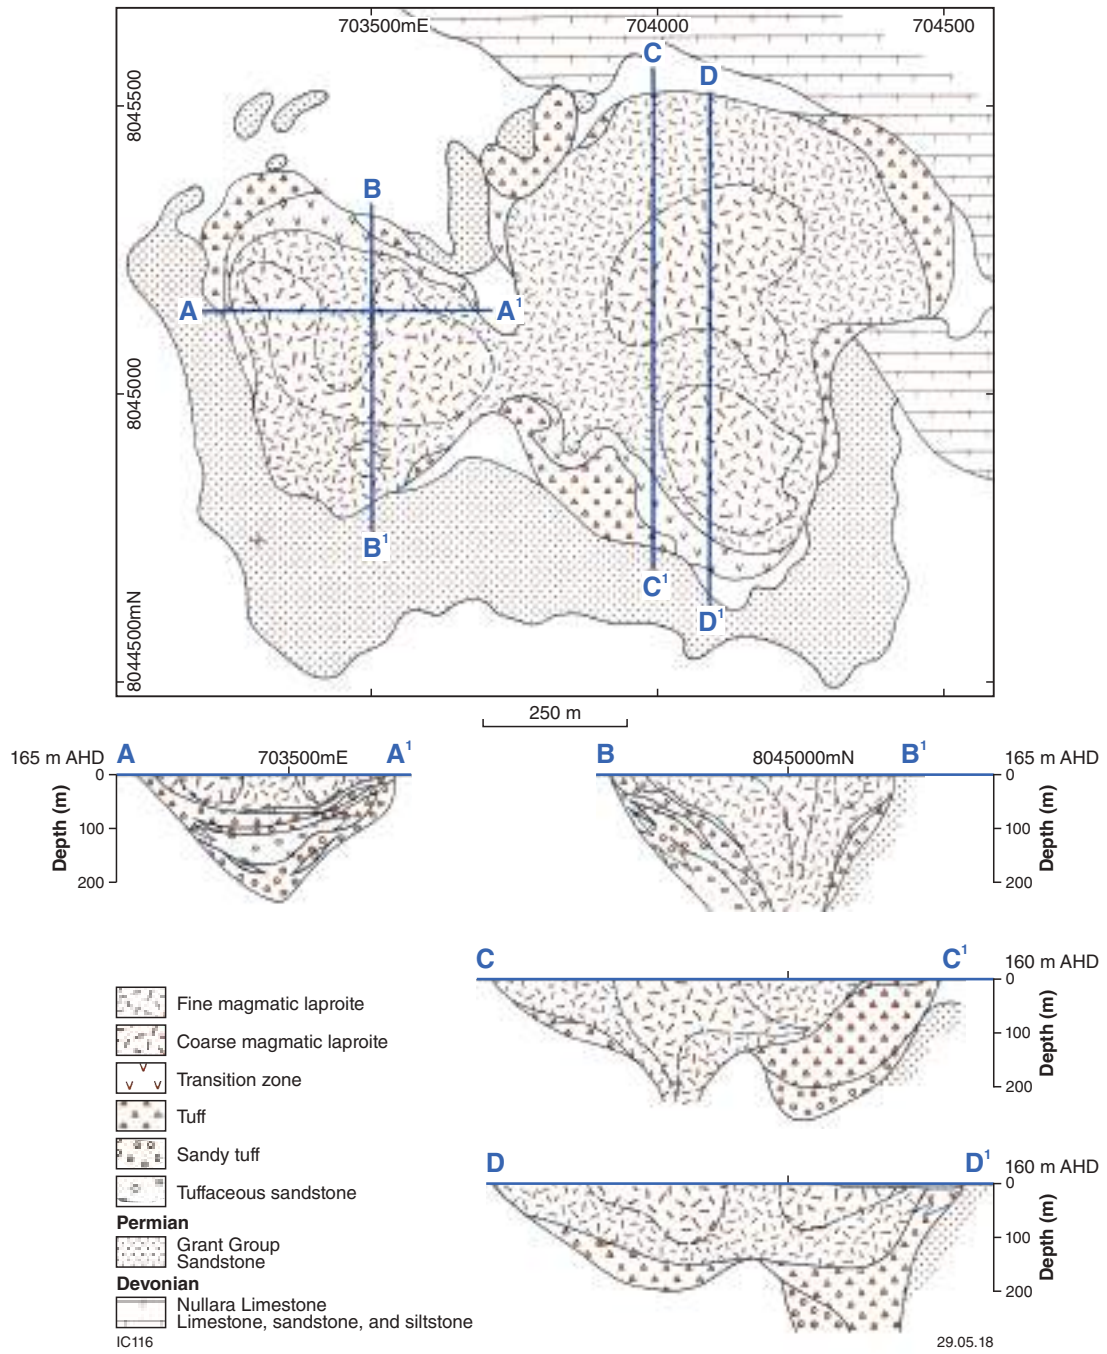 703500mE 704000 704500
8045500
8045000
8044500mN
C
D
B
A A1
B1
C1
D1
250 m
165 m AHD A 703500mE A1
0
100
200
Depth (m)
B 8045000mN B1 165 m AHD
0
100
200
Depth (m)
C C1 160 m AHD
0
100
200
Depth (m)
D D1 160 m AHD
0
100
200
Depth (m)
Fine magmatic laproite
Coarse magmatic laproite
Transition zone
Tuff
Sandy tuff
Tuffaceous sandstone
Permian
Grant Group
Sandstone
Devonian
Nullara Limestone
Limestone, sandstone, and siltstone
IC116 29.05.18